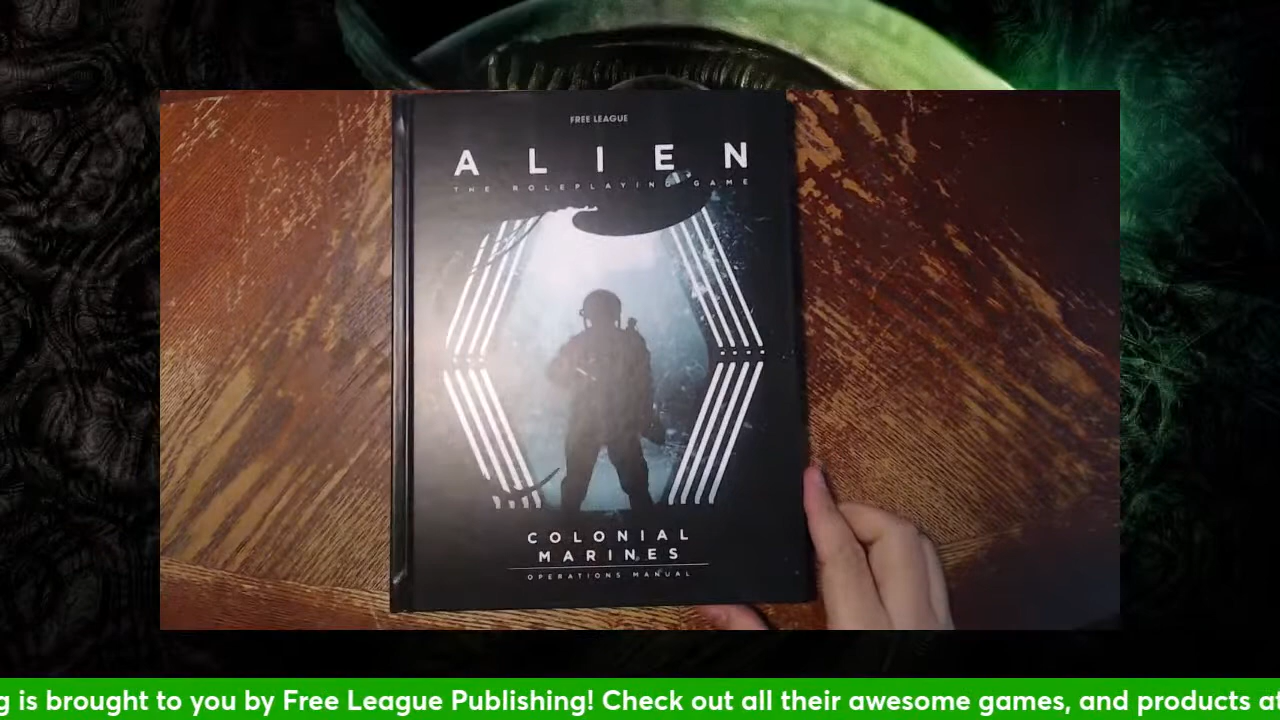 FREE LEAGUE
ALIEN
THE ROLEPLAYING GAME
COLONIAL
MARINES
OPERATIONS MANUAL
g is brought to you by Free League Publishing! Check out all their awesome games, and products at